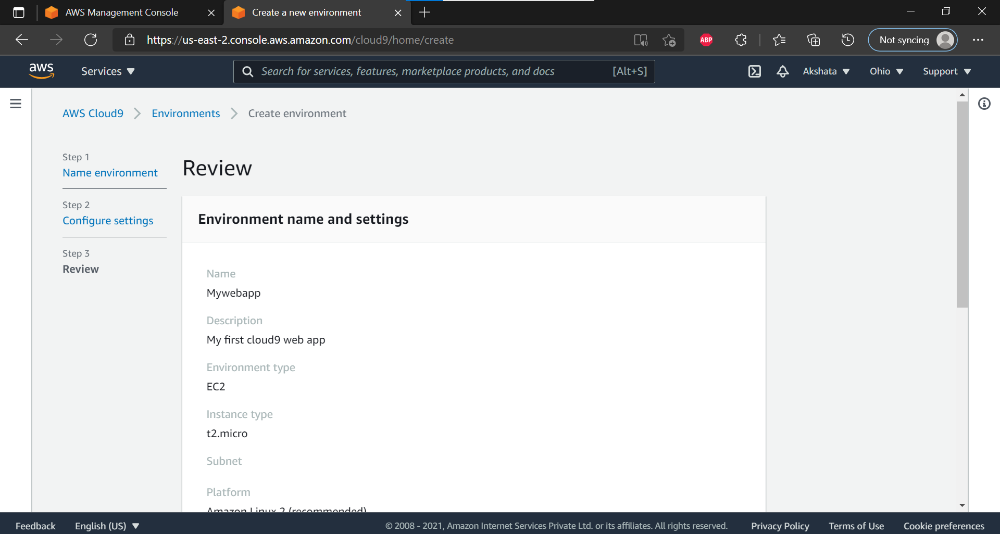 AWS Management Console
Create a new environment
https://us-east-2.console.aws.amazon.com/cloud9/home/create
ABP
Not syncing
aws
Services
Search for services, features, marketplace products, and docs [Alt+S]
Akshata
Ohio
Support
AWS Cloud9
Environments
Create environment
Step 1
Name environment
Step 2
Configure settings
Step 3
Review
Review
Environment name and settings
Name
Mywebapp
Description
My first cloud9 web app
Environment type
EC2
Instance type
t2.micro
Subnet
Platform
Amazon Linux 2 (recommended)
Feedback
English (US)
© 2008 - 2021, Amazon Internet Services Private Ltd. or its affiliates. All rights reserved.
Privacy Policy
Terms of Use
Cookie preferences